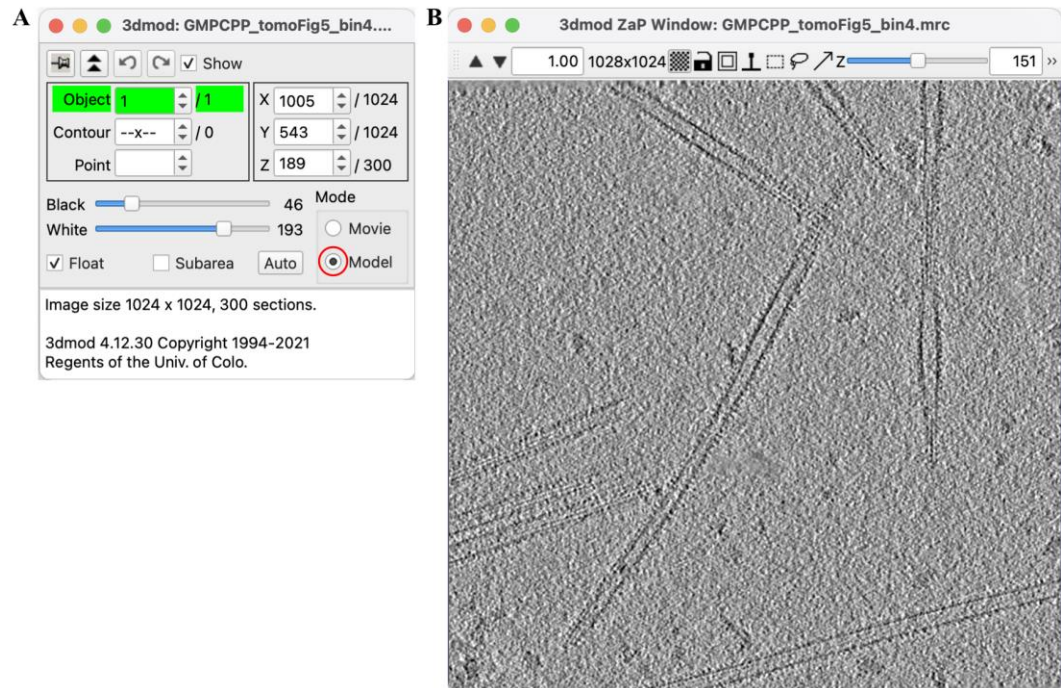 A
3dmod: GMPCPP_tomoFig5_bin4....
Show
Object 1 / 1
X 1005 / 1024
Contour --x-- / 0
Y 543 / 1024
Point
Z 189 / 300
Black 46
Mode
White 193
Movie
Float
Subarea
Auto
Model
Image size 1024 x 1024, 300 sections.
3dmod 4.12.30 Copyright 1994-2021
Regents of the Univ. of Colo.
B
3dmod ZaP Window: GMPCPP_tomoFig5_bin4.mrc
1.00 1028x1024 Z 151 »